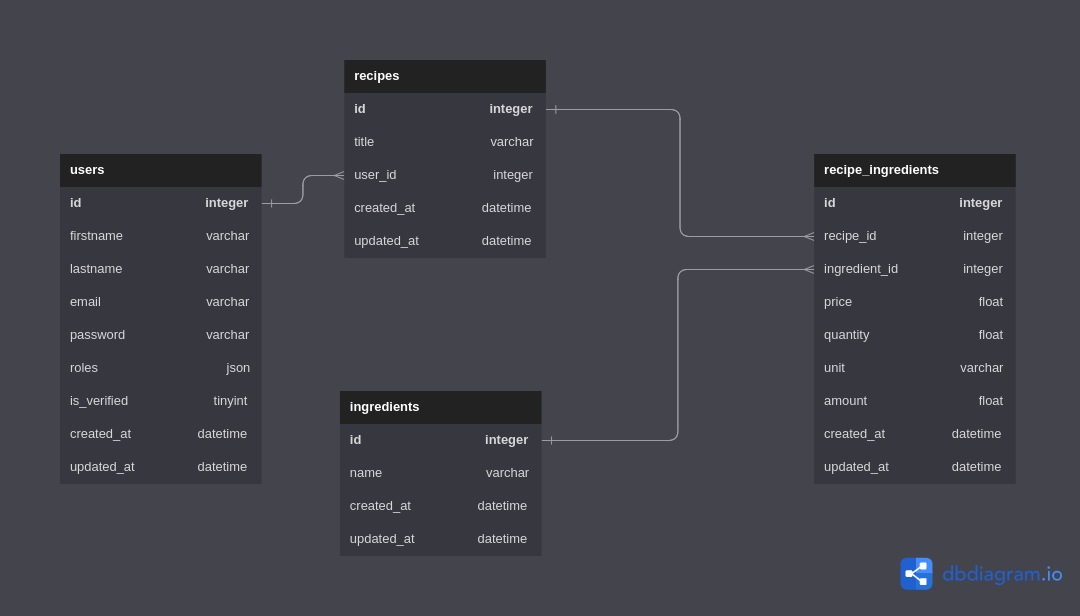 users
id integer
firstname varchar
lastname varchar
email varchar
password varchar
roles json
is_verified tinyint
created_at datetime
updated_at datetime
recipes
id integer
title varchar
user_id integer
created_at datetime
updated_at datetime
ingredients
id integer
name varchar
created_at datetime
updated_at datetime
recipe_ingredients
id integer
recipe_id integer
ingredient_id integer
price float
quantity float
unit varchar
amount float
created_at datetime
updated_at datetime
dbdiagram.io